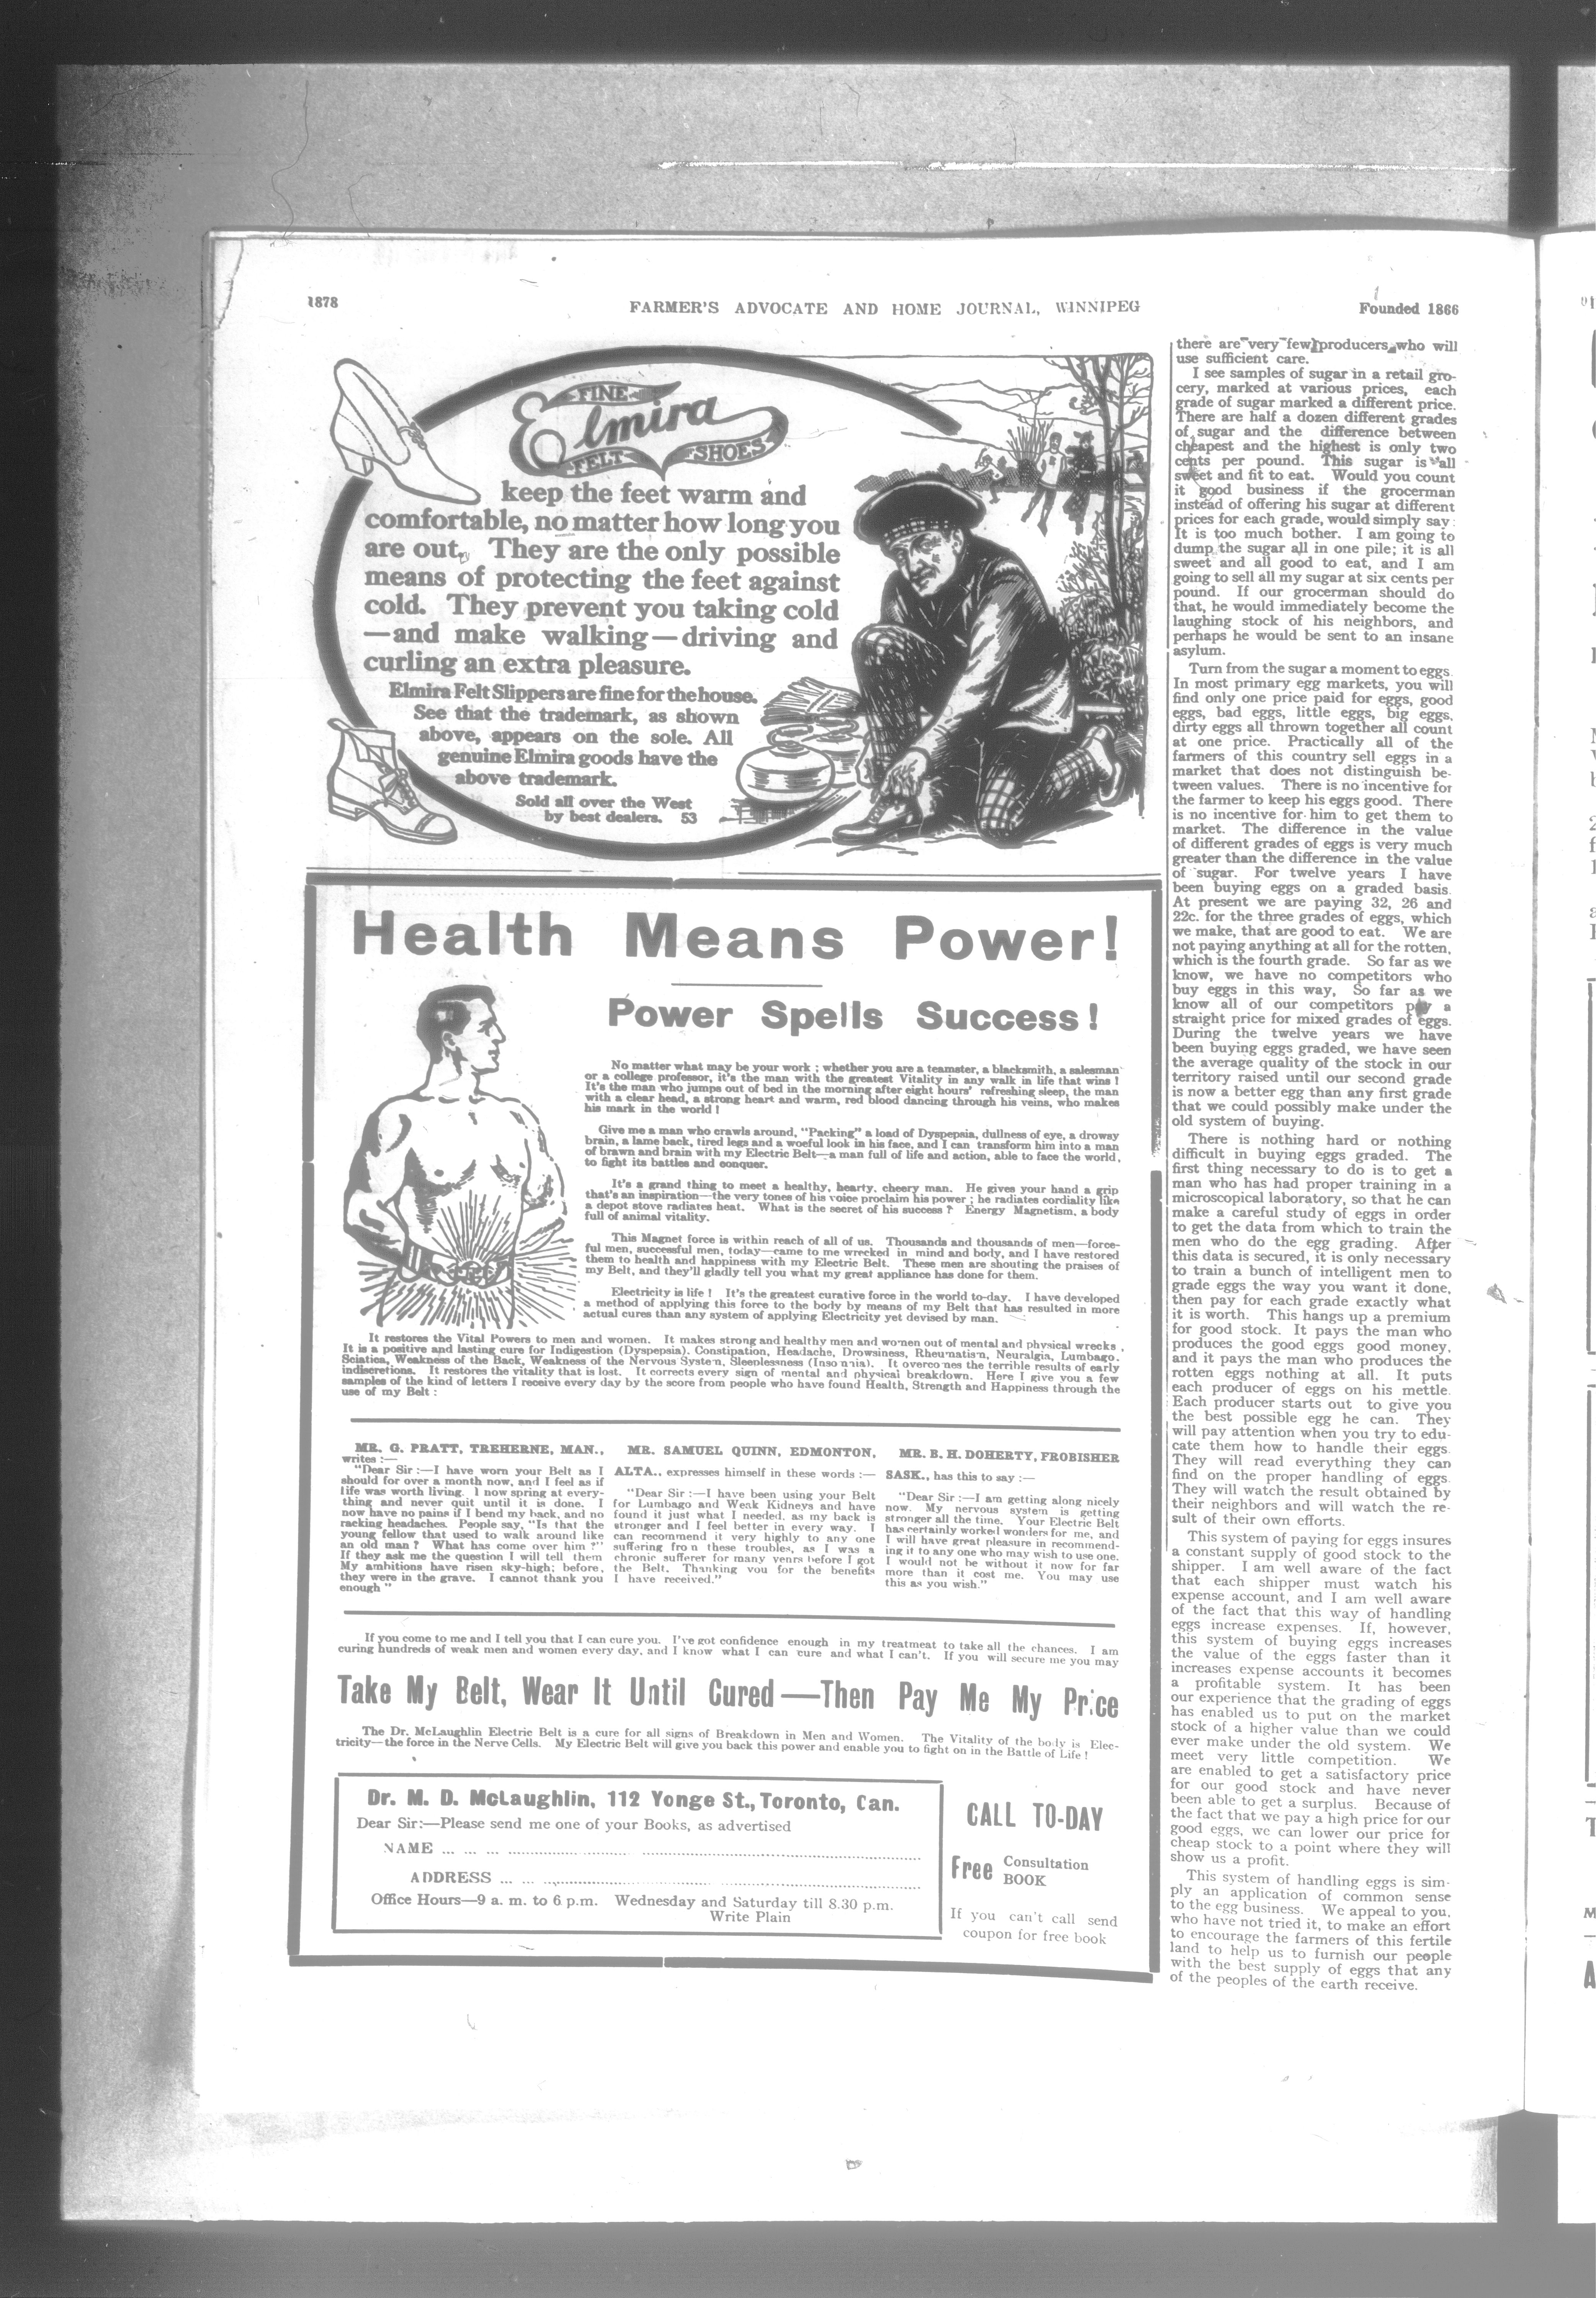 1878
FARMER'S ADVOCATE AND HOME JOURNAL, WINNIPEG
Founded 1866
FINE
Elmira
FELT SHOES
keep the feet warm and
comfortable, no matter how long you
are out. They are the only possible
means of protecting the feet against
cold. They prevent you taking cold
—and make walking—driving and
curling an extra pleasure.
Elmira Felt Slippers are fine for the house.
See that the trademark, as shown
above, appears on the sole. All
genuine Elmira goods have the
above trademark.
Sold all over the West
by best dealers. 53
Health Means Power!
Power Spells Success!
No matter what may be your work; whether you are a teamster, a blacksmith, a salesman
or a college professor, it's the man with the greatest Vitality in any walk in life that wins!
It's the man who jumps out of bed in the morning after eight hours' refreshing sleep, the man
with a clear head, a strong heart and warm, red blood dancing through his veins, who makes
his mark in the world!
Give me a man who crawls around, "Packing" a load of Dyspepsia, dullness of eye, a drowsy
brain, a lame back, tired legs and a woeful look in his face, and I can transform him into a man
of brawn and brain with my Electric Belt—a man full of life and action, able to face the world,
to fight its battles and conquer.
It's a grand thing to meet a healthy, hearty, cheery man. He gives your hand a grip
that's an inspiration—the very tones of his voice proclaim his power; he radiates cordiality like
a depot stove radiates heat. What is the secret of his success? Energy Magnetism, a body
full of animal vitality.
This Magnet force is within reach of all of us. Thousands and thousands of men—force-
ful men, successful men, today—came to me wrecked in mind and body, and I have restored
them to health and happiness with my Electric Belt. These men are shouting the praises of
my Belt, and they'll gladly tell you what my great appliance has done for them.
Electricity is life! It's the greatest curative force in the world to-day. I have developed
a method of applying this force to the body by means of my Belt that has resulted in more
actual cures than any system of applying Electricity yet devised by man.
It restores the Vital Powers to men and women. It makes strong and healthy men and women out of mental and physical wrecks.
It is a positive and lasting cure for Indigestion (Dyspepsia), Constipation, Headache, Drowsiness, Rheumatism, Neuralgia, Lumbago,
Sciatica, Weakness of the Back, Weakness of the Nervous System, Sleeplessness (Insomnia). It overcomes the terrible results of early
indiscretions. It restores the vitality that is lost. It corrects every sign of mental and physical breakdown. Here I give you a few
samples of the kind of letters I receive every day by the score from people who have found Health, Strength and Happiness through the
use of my Belt:
MR. G. PRATT, TREHERNE, MAN.,
writes:—
"Dear Sir:—I have worn your Belt as I
should for over a month now, and I feel as if
life was worth living. I now spring at every-
thing and never quit until it is done. I
now have no pains if I bend my back, and no
racking headaches. People say, "Is that the
young fellow that used to walk around like
an old man? What has come over him?"
If they ask me the question I will tell them
My ambitions have risen sky-high; before,
they were in the grave. I cannot thank you
enough"
MR. SAMUEL QUINN, EDMONTON,
ALTA., expresses himself in these words:—
"Dear Sir:—I have been using your Belt
for Lumbago and Weak Kidneys and have
found it just what I needed, as my back is
stronger and I feel better in every way. I
can recommend it very highly to any one
suffering from these troubles, as I was a
chronic sufferer for many years before I got
the Belt. Thanking you for the benefits
I have received."
MR. B. H. DOHERTY, FROBISHER
SASK., has this to say:—
"Dear Sir:—I am getting along nicely
now. My nervous system is getting
stronger all the time. Your Electric Belt
has certainly worked wonders for me, and
I will have great pleasure in recommend-
ing it to any one who may wish to use one.
I would not be without it now for far
more than it cost me. You may use
this as you wish."
If you come to me and I tell you that I can cure you. I've got confidence enough in my treatment to take all the chances. I am
curing hundreds of weak men and women every day, and I know what I can cure and what I can't. If you will secure me you may
Take My Belt, Wear It Until Cured—Then Pay Me My Price
The Dr. McLaughlin Electric Belt is a cure for all signs of Breakdown in Men and Women. The Vitality of the body is Elec-
tricity—the force in the Nerve Cells. My Electric Belt will give you back this power and enable you to fight on in the Battle of Life!
Dr. M. D. McLaughlin, 112 Yonge St., Toronto, Can.
Dear Sir:—Please send me one of your Books, as advertised
NAME
ADDRESS
Office Hours—9 a. m. to 6 p.m. Wednesday and Saturday till 8.30 p.m.
Write Plain
CALL TO-DAY
Free Consultation
BOOK
If you can't call send
coupon for free book
there are very few producers who will
use sufficient care.
I see samples of sugar in a retail gro-
cery, marked at various prices, each
grade of sugar marked a different price.
There are half a dozen different grades
of sugar and the difference between
cheapest and the highest is only two
cents per pound. This sugar is all
sweet and fit to eat. Would you count
it good business if the grocerman
instead of offering his sugar at different
prices for each grade, would simply say:
It is too much bother. I am going to
dump the sugar all in one pile; it is all
sweet and all good to eat, and I am
going to sell all my sugar at six cents per
pound. If our grocerman should do
that, he would immediately become the
laughing stock of his neighbors, and
perhaps he would be sent to an insane
asylum.
Turn from the sugar a moment to eggs.
In most primary egg markets, you will
find only one price paid for eggs, good
eggs, bad eggs, little eggs, big eggs,
dirty eggs all thrown together all count
at one price. Practically all of the
farmers of this country sell eggs in a
market that does not distinguish be-
tween values. There is no incentive for
the farmer to keep his eggs good. There
is no incentive for him to get them to
market. The difference in the value
of different grades of eggs is very much
greater than the difference in the value
of sugar. For twelve years I have
been buying eggs on a graded basis.
At present we are paying 32, 26 and
22c. for the three grades of eggs, which
we make, that are good to eat. We are
not paying anything at all for the rotten,
which is the fourth grade. So far as we
know, we have no competitors who
buy eggs in this way, So far as we
know all of our competitors pay a
straight price for mixed grades of eggs.
During the twelve years we have
been buying eggs graded, we have seen
the average quality of the stock in our
territory raised until our second grade
is now a better egg than any first grade
that we could possibly make under the
old system of buying.
There is nothing hard or nothing
difficult in buying eggs graded. The
first thing necessary to do is to get a
man who has had proper training in a
microscopical laboratory, so that he can
make a careful study of eggs in order
to get the data from which to train the
men who do the egg grading. After
this data is secured, it is only necessary
to train a bunch of intelligent men to
grade eggs the way you want it done,
then pay for each grade exactly what
it is worth. This hangs up a premium
for good stock. It pays the man who
produces the good eggs good money,
and it pays the man who produces the
rotten eggs nothing at all. It puts
each producer of eggs on his mettle.
Each producer starts out to give you
the best possible egg he can. They
will pay attention when you try to edu-
cate them how to handle their eggs.
They will read everything they can
find on the proper handling of eggs.
They will watch the result obtained by
their neighbors and will watch the re-
sult of their own efforts.
This system of paying for eggs insures
a constant supply of good stock to the
shipper. I am well aware of the fact
that each shipper must watch his
expense account, and I am well aware
of the fact that this way of handling
eggs increase expenses. If, however,
this system of buying eggs increases
the value of the eggs faster than it
increases expense accounts it becomes
a profitable system. It has been
our experience that the grading of eggs
has enabled us to put on the market
stock of a higher value than we could
ever make under the old system. We
meet very little competition. We
are enabled to get a satisfactory price
for our good stock and have never
been able to get a surplus. Because of
the fact that we pay a high price for our
good eggs, we can lower our price for
cheap stock to a point where they will
show us a profit.
This system of handling eggs is sim-
ply an application of common sense
to the egg business. We appeal to you,
who have not tried it, to make an effort
to encourage the farmers of this fertile
land to help us to furnish our people
with the best supply of eggs that any
of the peoples of the earth receive.